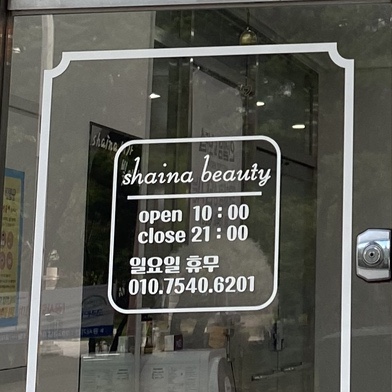 shaina beauty
open 10 : 00
close 21 : 00
일요일 휴무
010.7540.6201